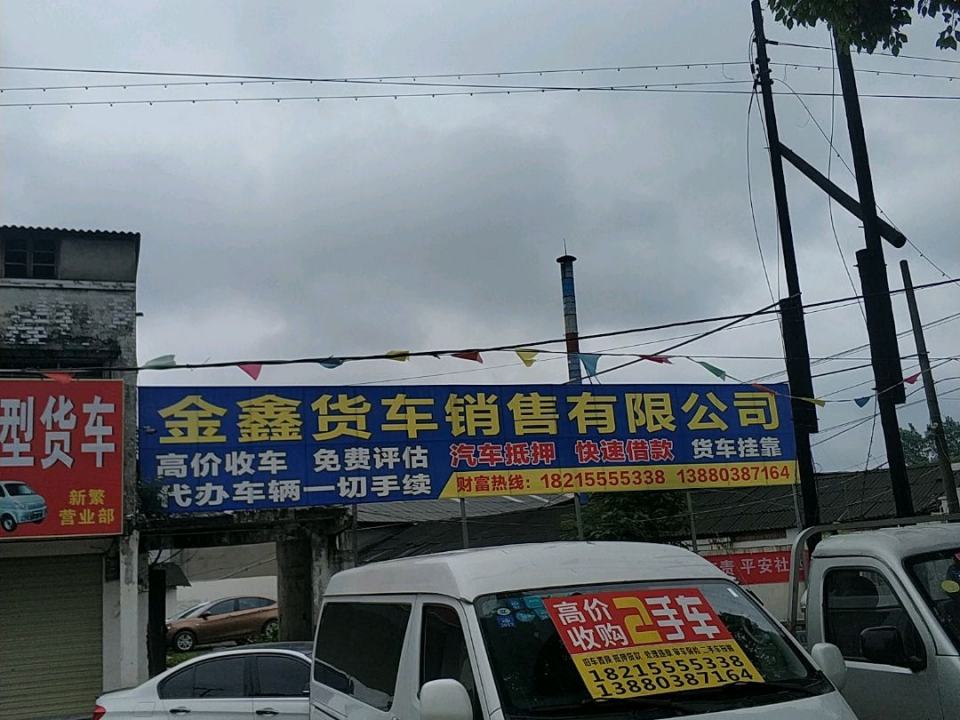 金鑫货车销售有限公司
高价收车 免费评估 汽车抵押 快速借款 货车挂靠
代办车辆一切手续
财富热线：18215555338 13880387164
型货车
新繁
营业部
责 平安社
高价
收购
2手车
18215555338
13880387164